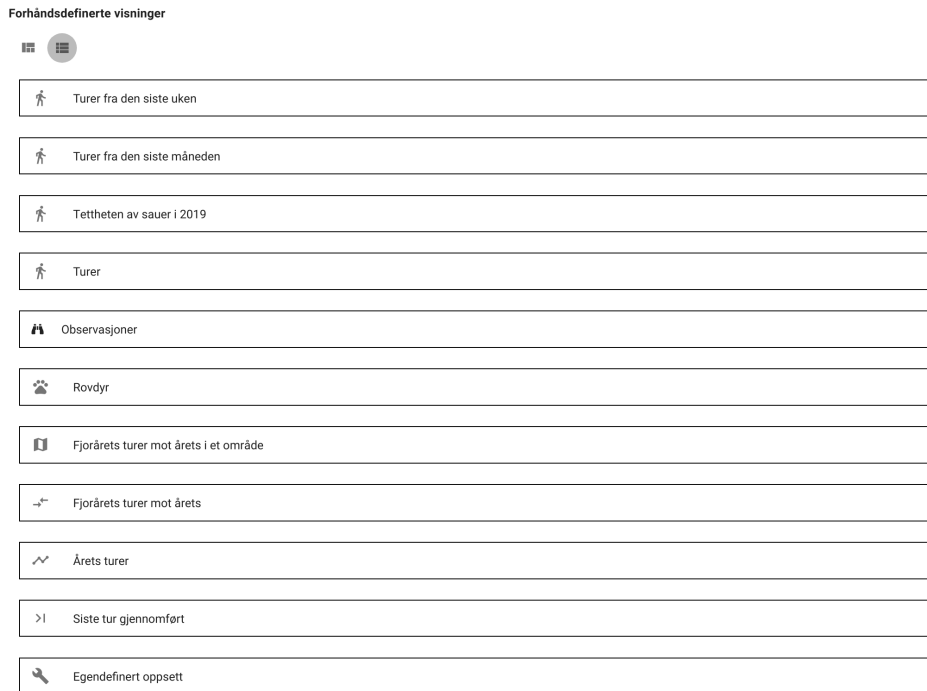 Forhåndsdefinerte visninger
Turer fra den siste uken
Turer fra den siste måneden
Tettheten av sauer i 2019
Turer
Observasjoner
Rovdyr
Fjorårets turer mot årets i et område
Fjorårets turer mot årets
Årets turer
Siste tur gjennomført
Egendefinert oppsett